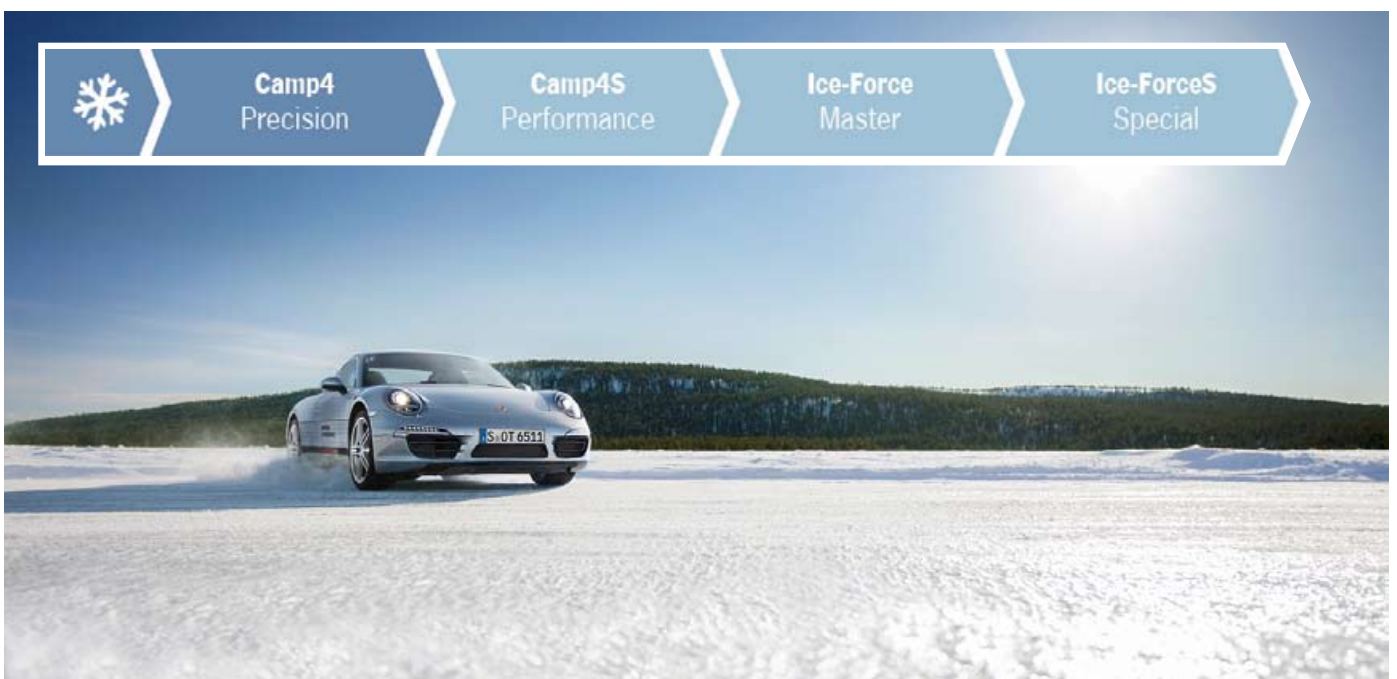 Camp4
Precision
Camp4S
Performance
Ice-Force
Master
Ice-ForceS
Special
S OT 6511